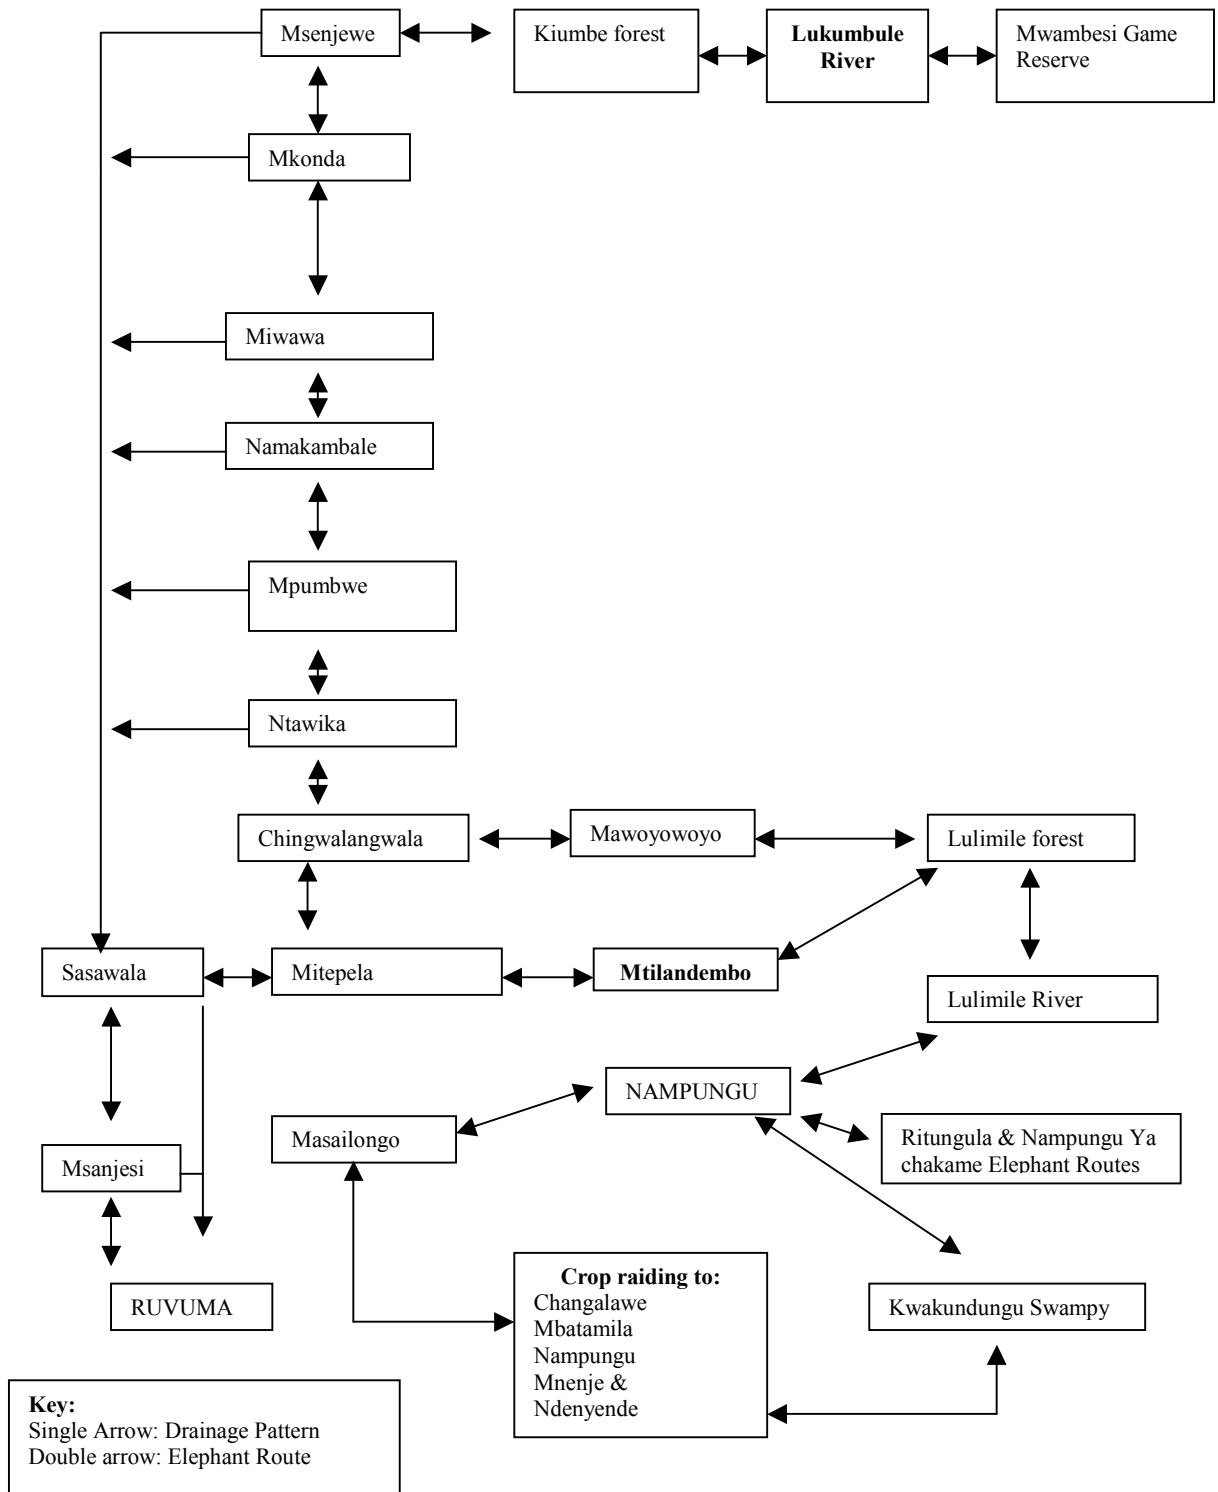 Msenjewe
Kiumbe forest
Lukumbule
River
Mwambesi Game
Reserve
Mkonda
Miwawa
Namakambale
Mpumbwe
Ntawika
Chingwalangwala
Mawoyowoyo
Lulimile forest
Sasawala
Mitepela
Mtilandembo
Lulimile River
NAMPUNGU
Masailongo
Ritungula & Nampungu Ya
chakame Elephant Routes
Msanjesi
RUVUMA
Crop raiding to:
Changalawe
Mbatamila
Nampungu
Mnenje &
Ndenyende
Kwakundungu Swampy
Key:
Single Arrow: Drainage Pattern
Double arrow: Elephant Route